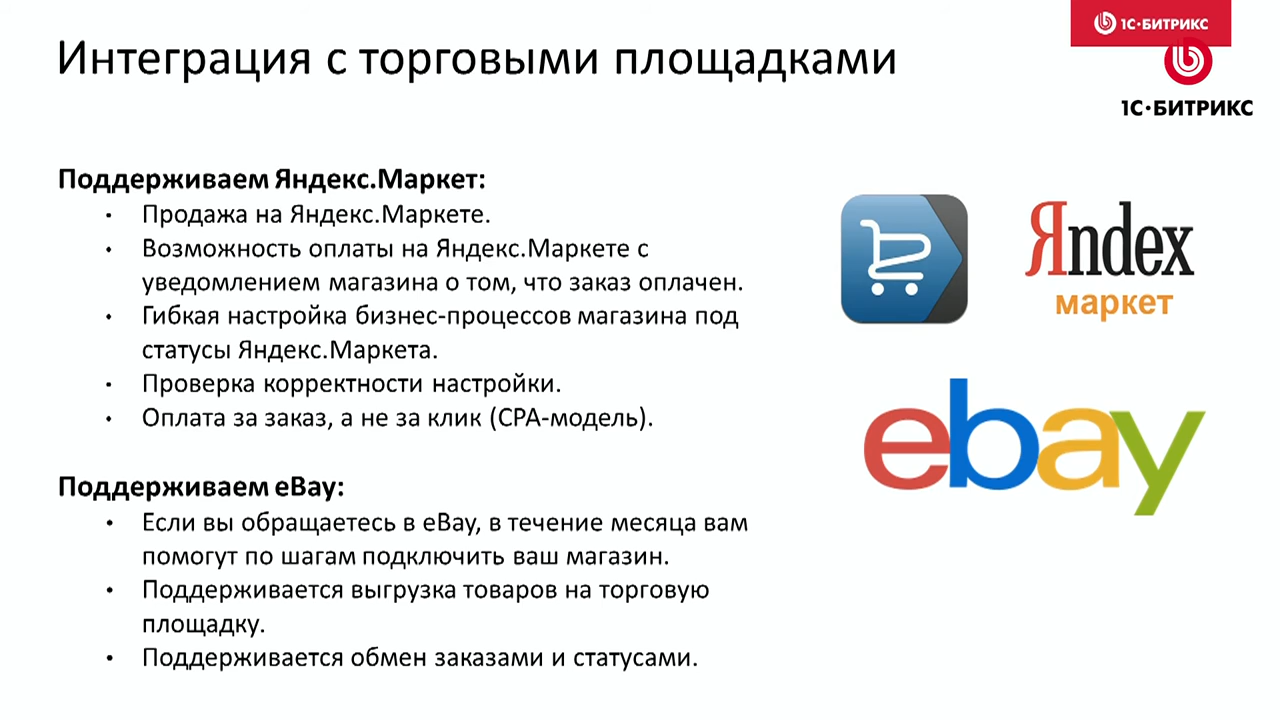 1С·БИТРИКС
Интеграция с торговыми площадками
1С·БИТРИКС
Поддерживаем Яндекс.Маркет:
• Продажа на Яндекс.Маркете.
• Возможность оплаты на Яндекс.Маркете с
уведомлением магазина о том, что заказ оплачен.
• Гибкая настройка бизнес-процессов магазина под
статусы Яндекс.Маркета.
• Проверка корректности настройки.
• Оплата за заказ, а не за клик (CPA-модель).
Яndex
маркет
ebay
Поддерживаем eBay:
• Если вы обращаетесь в eBay, в течение месяца вам
помогут по шагам подключить ваш магазин.
• Поддерживается выгрузка товаров на торговую
площадку.
• Поддерживается обмен заказами и статусами.